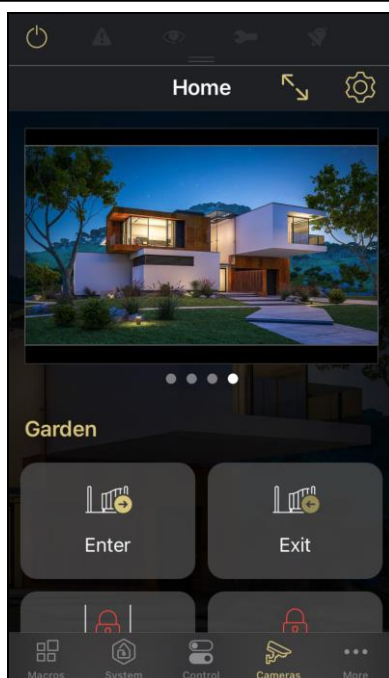 Home
Garden
Enter
Exit
Macros
System
Control
Cameras
More